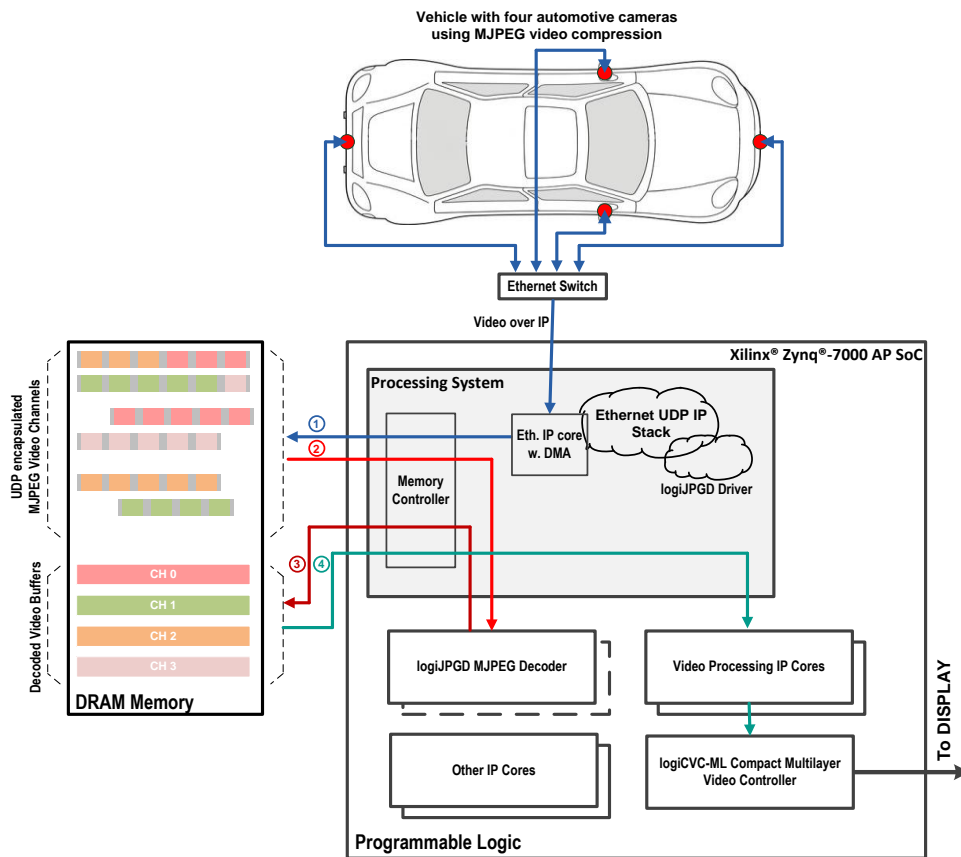 Vehicle with four automotive cameras
using MJPEG video compression
Ethernet Switch
Video over IP
Xilinx® Zynq®-7000 AP SoC
Processing System
Ethernet UDP IP
Stack
Eth. IP core
w. DMA
logiJPGD Driver
Memory
Controller
UDP encapsulated
MJPEG Video Channels
1
2
3
4
Decoded Video Buffers
CH 0
CH 1
CH 2
CH 3
DRAM Memory
logiJPGD MJPEG Decoder
Video Processing IP Cores
Other IP Cores
logiCVC-ML Compact Multilayer
Video Controller
To DISPLAY
Programmable Logic